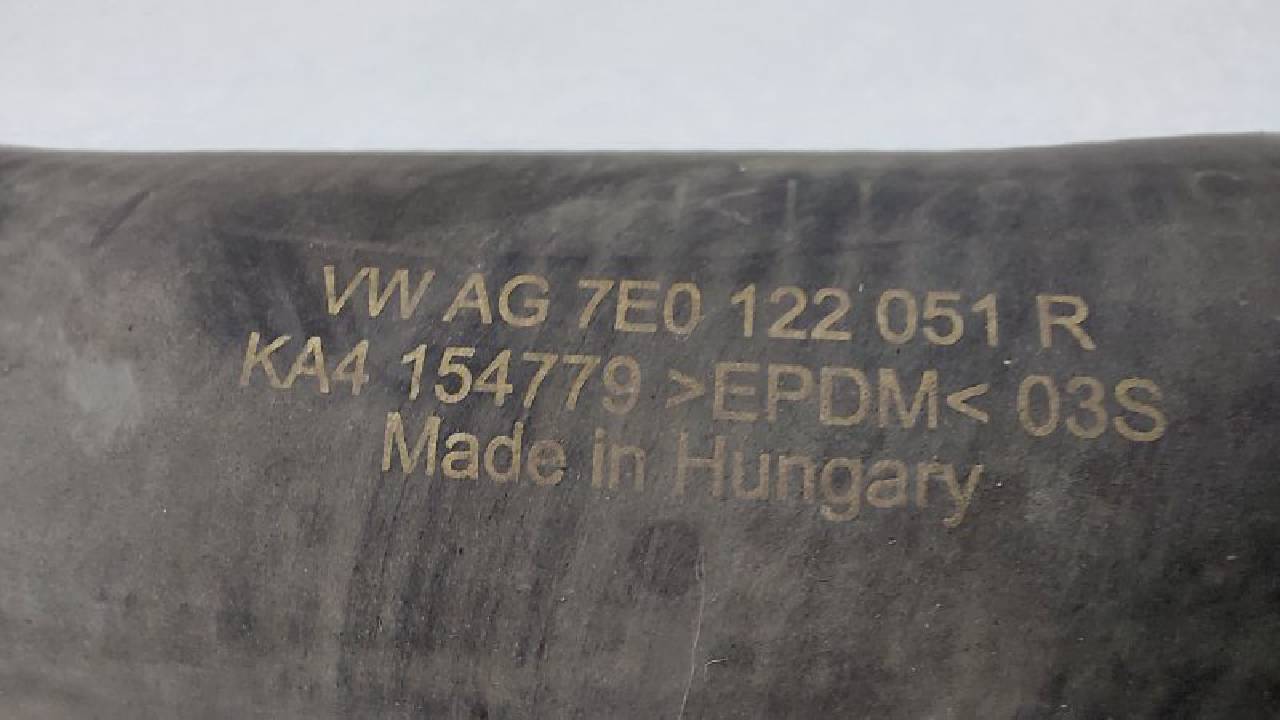 VW AG 7E0 122 051 R
KA4 154779 >EPDM< 03S
Made in Hungary